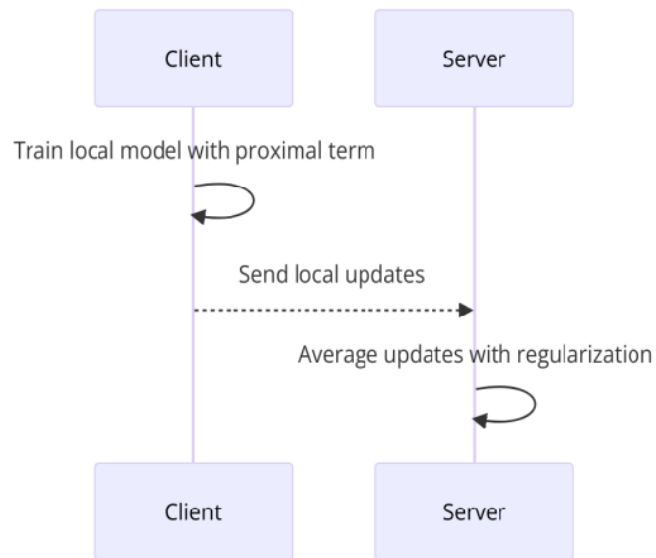 Client
Server
Train local model with proximal term
Send local updates
Average updates with regularization
Client
Server